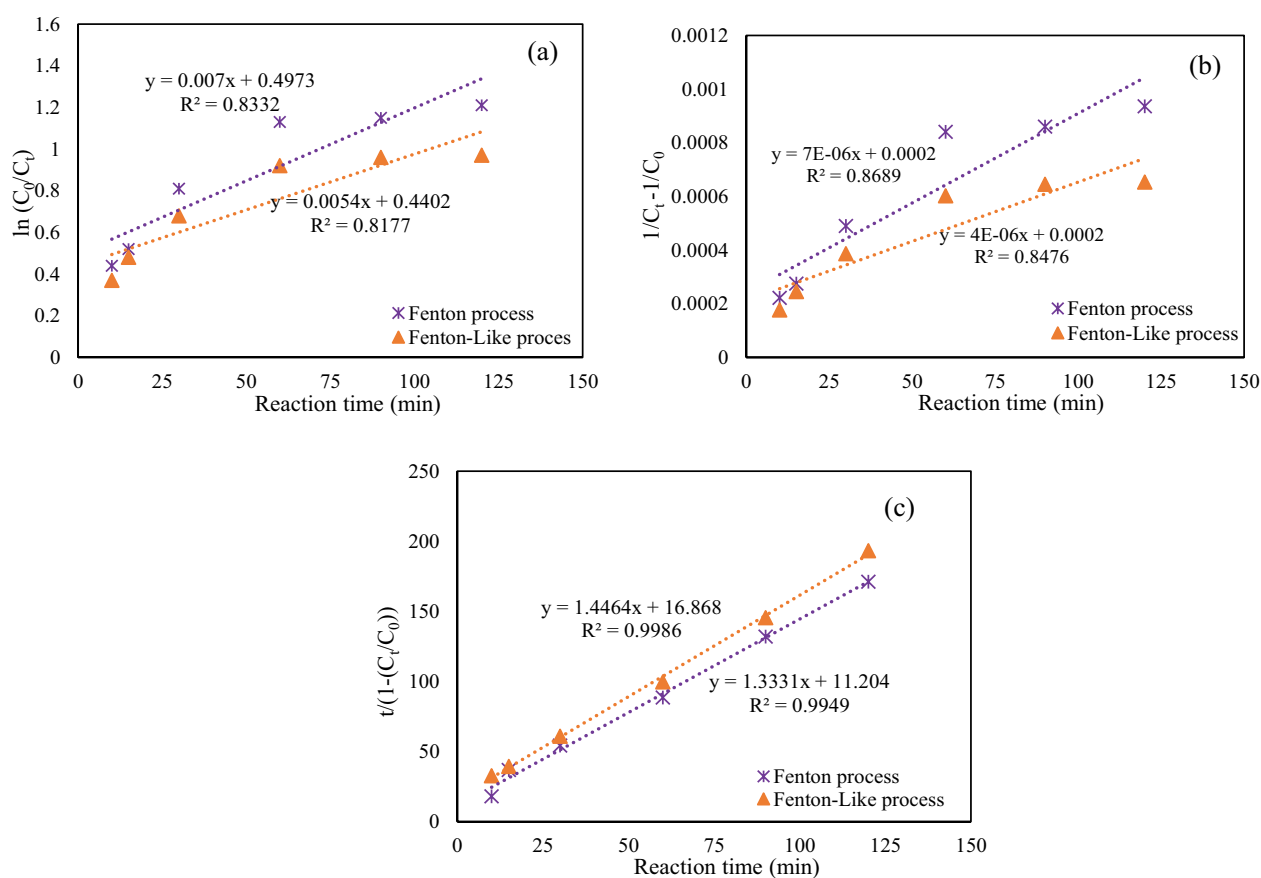 (a)
ln (C₀/Cₜ)
1.6
1.4
1.2
1
0.8
0.6
0.4
0.2
0
y = 0.007x + 0.4973
R² = 0.8332
y = 0.0054x + 0.4402
R² = 0.8177
Fenton process
Fenton-Like proces
0 25 50 75 100 125 150
Reaction time (min)
(b)
1/Cₜ -1/C₀
0.0012
0.001
0.0008
0.0006
0.0004
0.0002
0
y = 7E-06x + 0.0002
R² = 0.8689
y = 4E-06x + 0.0002
R² = 0.8476
Fenton process
Fenton-Like process
0 25 50 75 100 125 150
Reaction time (min)
(c)
t/(1-(Cₜ/C₀))
250
200
150
100
50
0
y = 1.4464x + 16.868
R² = 0.9986
y = 1.3331x + 11.204
R² = 0.9949
Fenton process
Fenton-Like process
0 25 50 75 100 125 150
Reaction time (min)